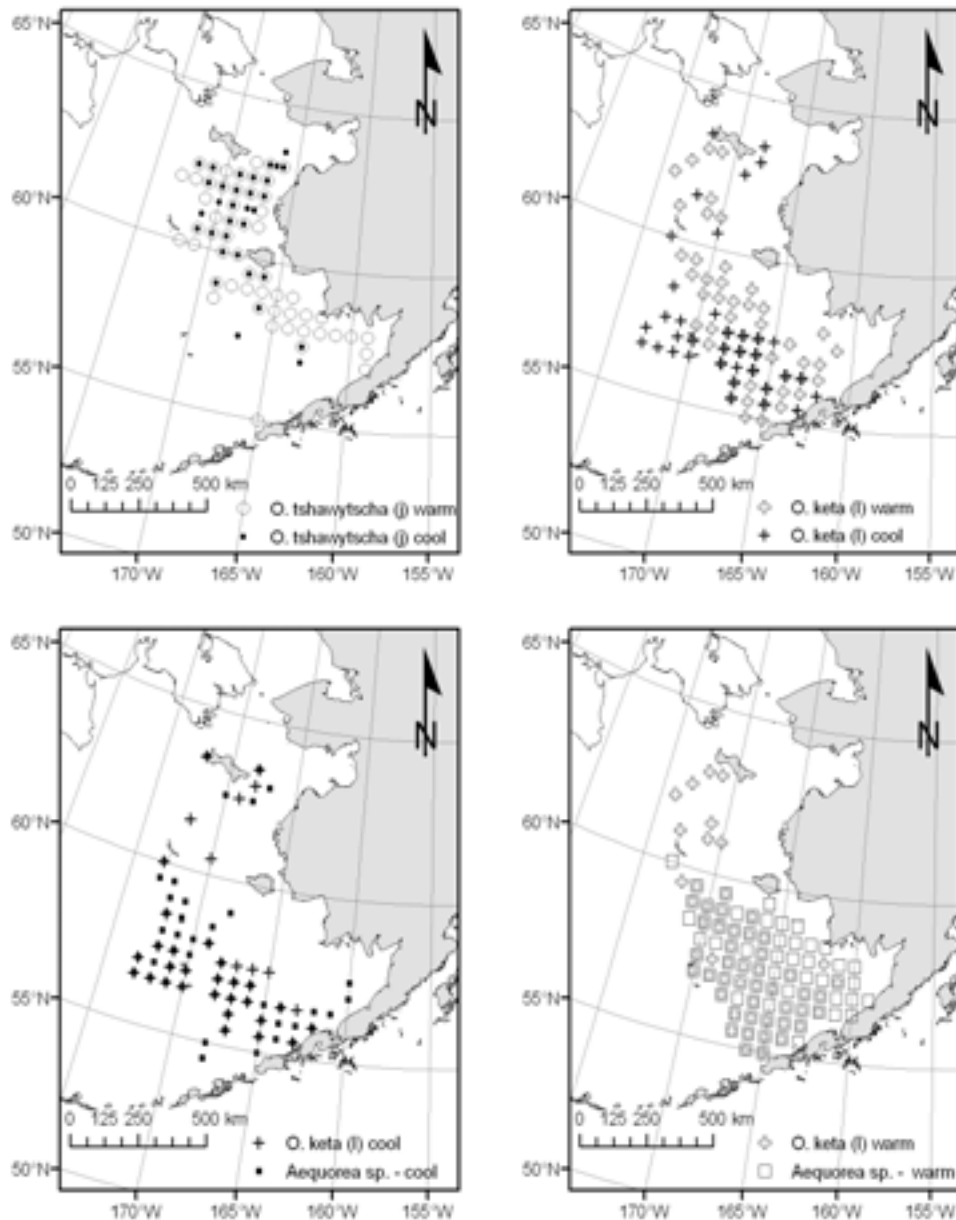 65°N
60°N
55°N
50°N
N
0 125 250 500 km
O. tshawytscha (j) warm
O. tshawytscha (j) cool
170°W 165°W 160°W 155°W
65°N
60°N
55°N
50°N
N
0 125 250 500 km
O. keta (I) warm
O. keta (I) cool
170°W 165°W 160°W 155°W
65°N
60°N
55°N
50°N
N
0 125 250 500 km
O. keta (I) cool
Aequorea sp. - cool
170°W 165°W 160°W 155°W
65°N
60°N
55°N
50°N
N
0 125 250 500 km
O. keta (I) warm
Aequorea sp. - warm
170°W 165°W 160°W 155°W